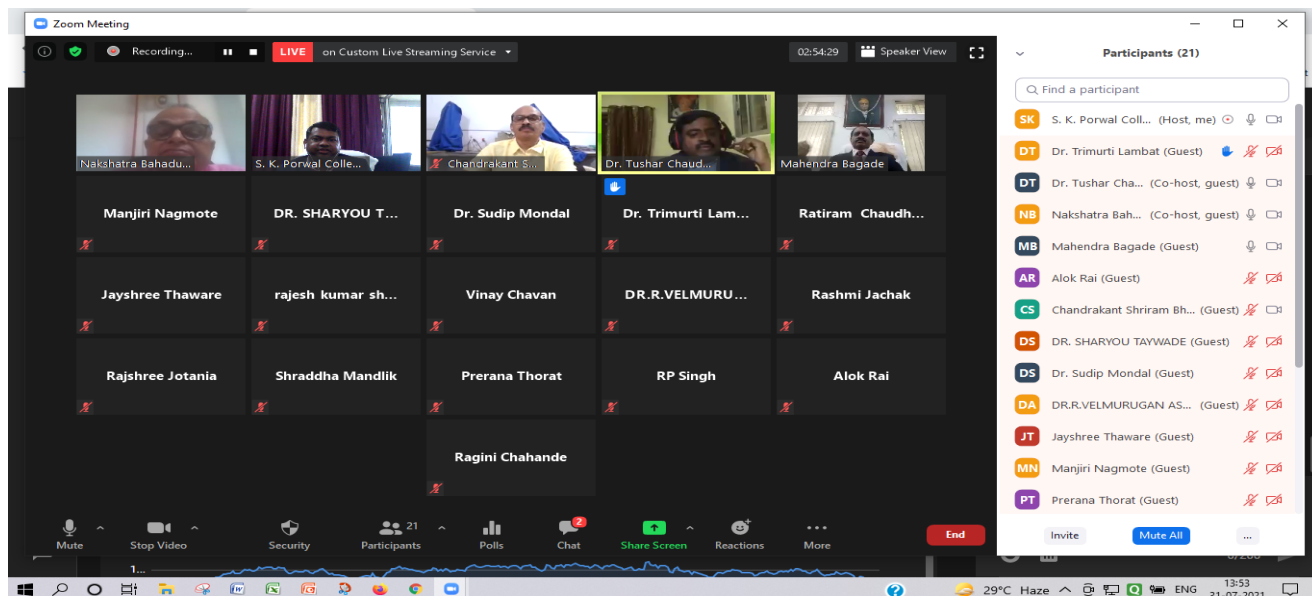 Zoom Meeting
Recording...
LIVE on Custom Live Streaming Service
02:54:29
Speaker View
Nakshatra Bahadu...
S. K. Porwal Colle...
Chandrakant S...
Dr. Tushar Chaud...
Mahendra Bagade
Manjiri Nagmote
DR. SHARYOU T...
Dr. Sudip Mondal
Dr. Trimurti Lam...
Ratiram Chaudh...
Jayshree Thaware
rajesh kumar sh...
Vinay Chavan
DR.R.VELMURU...
Rashmi Jachak
Rajshree Jotania
Shraddha Mandlik
Prerana Thorat
RP Singh
Alok Rai
Ragini Chahande
Mute
Stop Video
Security
21
Participants
Polls
2
Chat
Share Screen
Reactions
More
End
Participants (21)
Find a participant
SK S. K. Porwal Coll... (Host, me)
DT Dr. Trimurti Lambat (Guest)
DT Dr. Tushar Cha... (Co-host, guest)
NB Nakshatra Bah... (Co-host, guest)
MB Mahendra Bagade (Guest)
AR Alok Rai (Guest)
CS Chandrakant Shriram Bh... (Guest)
DS DR. SHARYOU TAYWADE (Guest)
DS Dr. Sudip Mondal (Guest)
DA DR.R.VELMURUGAN AS... (Guest)
JT Jayshree Thaware (Guest)
MN Manjiri Nagmote (Guest)
PT Prerana Thorat (Guest)
Invite
Mute All
...
1...
29°C Haze
ENG
13:53